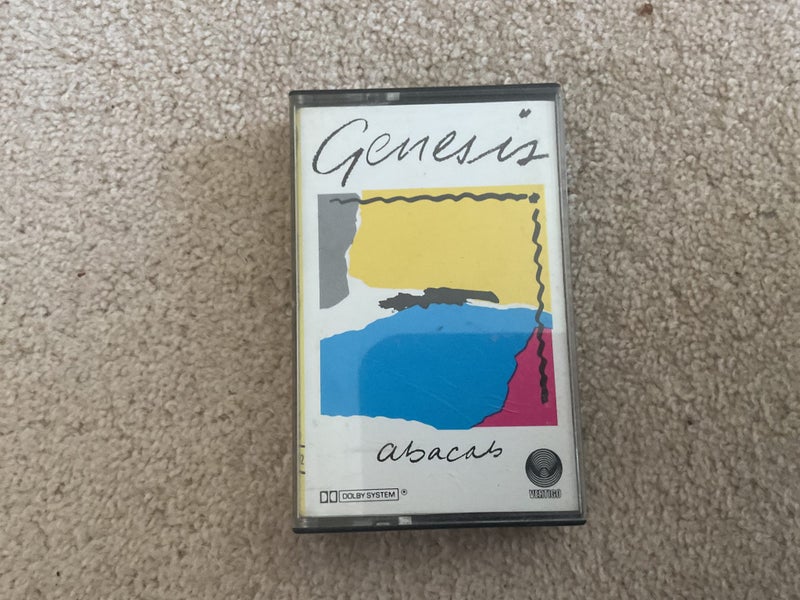 Genesis
abacab
DOLBY SYSTEM ®
VERTIGO